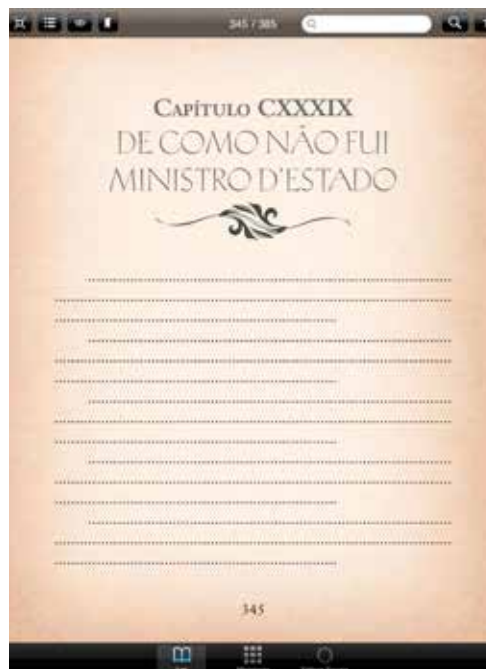 345 / 385
CAPÍTULO CXXXIX
DE COMO NÃO FUI
MINISTRO D'ESTADO
345